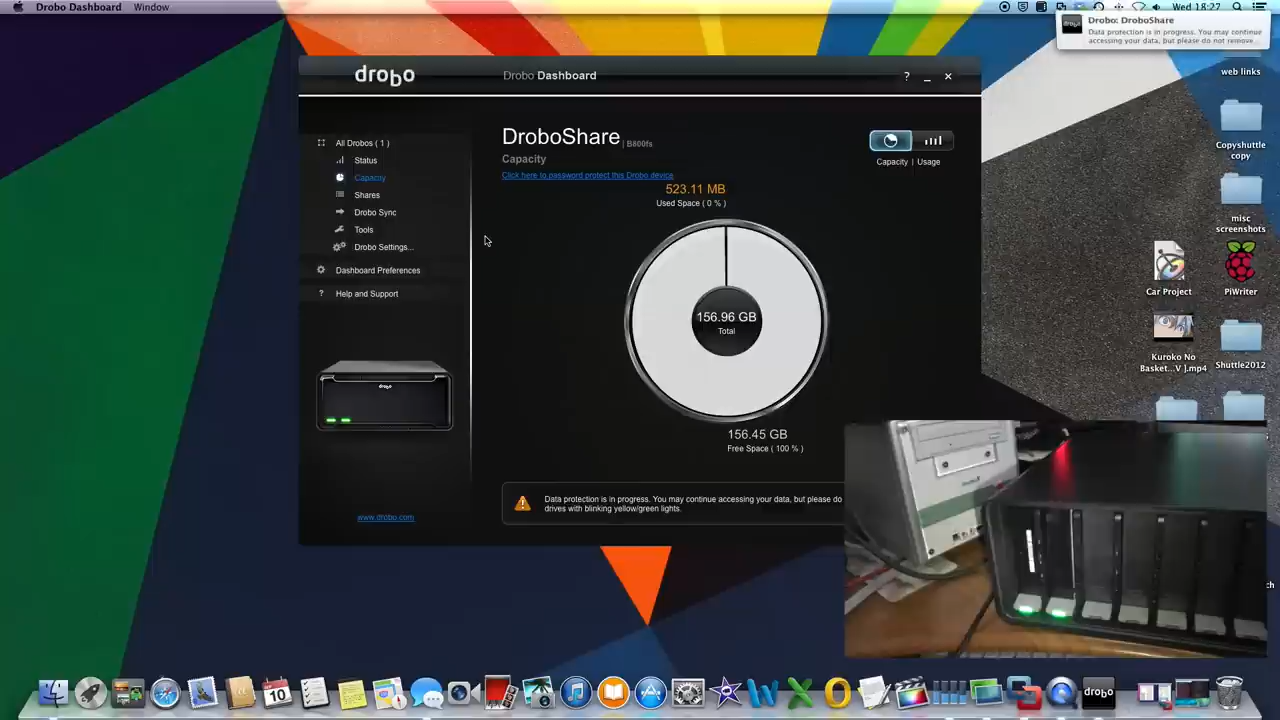 Drobo Dashboard Window
Wed 18:27
Drobo: DroboShare
Data protection is in progress. You may continue
accessing your data, but please do not remove
drobo
Drobo Dashboard
?
DroboShare | B800fs
Capacity
Click here to password protect this Drobo device
Capacity | Usage
All Drobos ( 1 )
Status
Capacity
Shares
Drobo Sync
Tools
Drobo Settings...
Dashboard Preferences
? Help and Support
drobo
www.drobo.com
523.11 MB
Used Space ( 0 % )
156.96 GB
Total
156.45 GB
Free Space ( 100 % )
Data protection is in progress. You may continue accessing your data, but please do
drives with blinking yellow/green lights.
web links
Copyshuttle
copy
misc
screenshots
Car Project
PiWriter
Kuroko No
Basket...V ].mp4
Shuttle2012
10
drobo